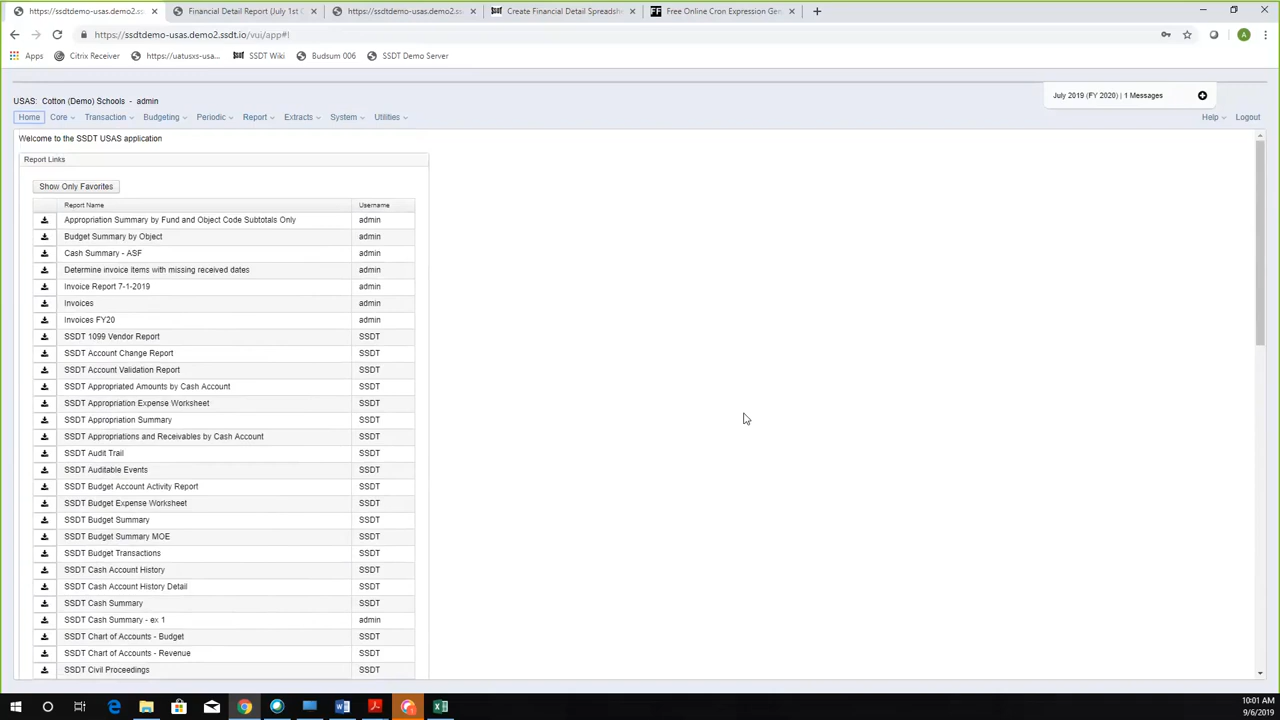 https://ssdtdemo-usas.demo2.ssdt...
Financial Detail Report (July 1st
https://ssdtdemo-usas.demo2.ssdt
Create Financial Detail Spreadsh
Free Online Cron Expression Gen
https://ssdtdemo-usas.demo2.ssdt.io/vui/app#!
A
Apps
Citrix Receiver
https://uatusxs-usa...
SSDT Wiki
Budsum 006
SSDT Demo Server
USAS: Cotton (Demo) Schools - admin
July 2019 (FY 2020) | 1 Messages
Home Core Transaction Budgeting Periodic Report Extracts System Utilities Help Logout
Welcome to the SSDT USAS application
Report Links
Show Only Favorites
Report Name Username
Appropriation Summary by Fund and Object Code Subtotals Only admin
Budget Summary by Object admin
Cash Summary - ASF admin
Determine invoice items with missing received dates admin
Invoice Report 7-1-2019 admin
Invoices admin
Invoices FY20 admin
SSDT 1099 Vendor Report SSDT
SSDT Account Change Report SSDT
SSDT Account Validation Report SSDT
SSDT Appropriated Amounts by Cash Account SSDT
SSDT Appropriation Expense Worksheet SSDT
SSDT Appropriation Summary SSDT
SSDT Appropriations and Receivables by Cash Account SSDT
SSDT Audit Trail SSDT
SSDT Auditable Events SSDT
SSDT Budget Account Activity Report SSDT
SSDT Budget Expense Worksheet SSDT
SSDT Budget Summary SSDT
SSDT Budget Summary MOE SSDT
SSDT Budget Transactions SSDT
SSDT Cash Account History SSDT
SSDT Cash Account History Detail SSDT
SSDT Cash Summary SSDT
SSDT Cash Summary - ex 1 admin
SSDT Chart of Accounts - Budget SSDT
SSDT Chart of Accounts - Revenue SSDT
SSDT Civil Proceedings SSDT
10:01 AM
9/6/2019